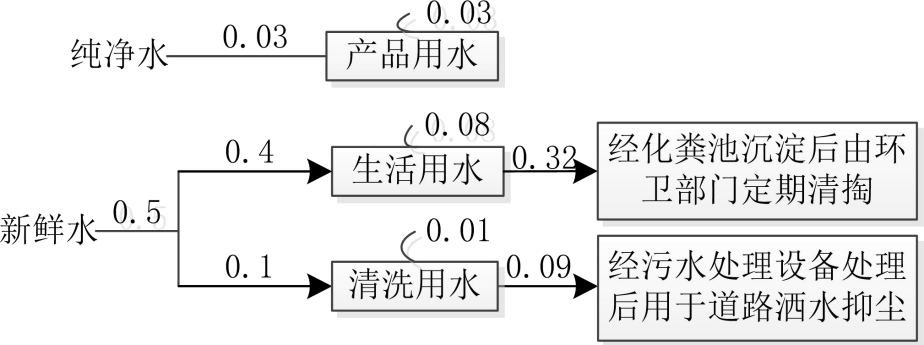 0.03
纯净水
0.03
产品用水
0.08
0.4
生活用水
0.32
经化粪池沉淀后由环
卫部门定期清掏
新鲜水
0.5
0.01
0.1
清洗用水
0.09
经污水处理设备处理
后用于道路洒水抑尘